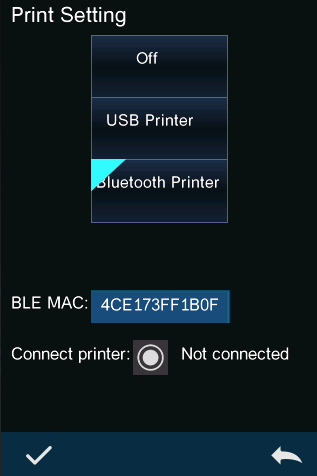 Print Setting
Off
USB Printer
Bluetooth Printer
BLE MAC: 4CE173FF1B0F
Connect printer: Not connected